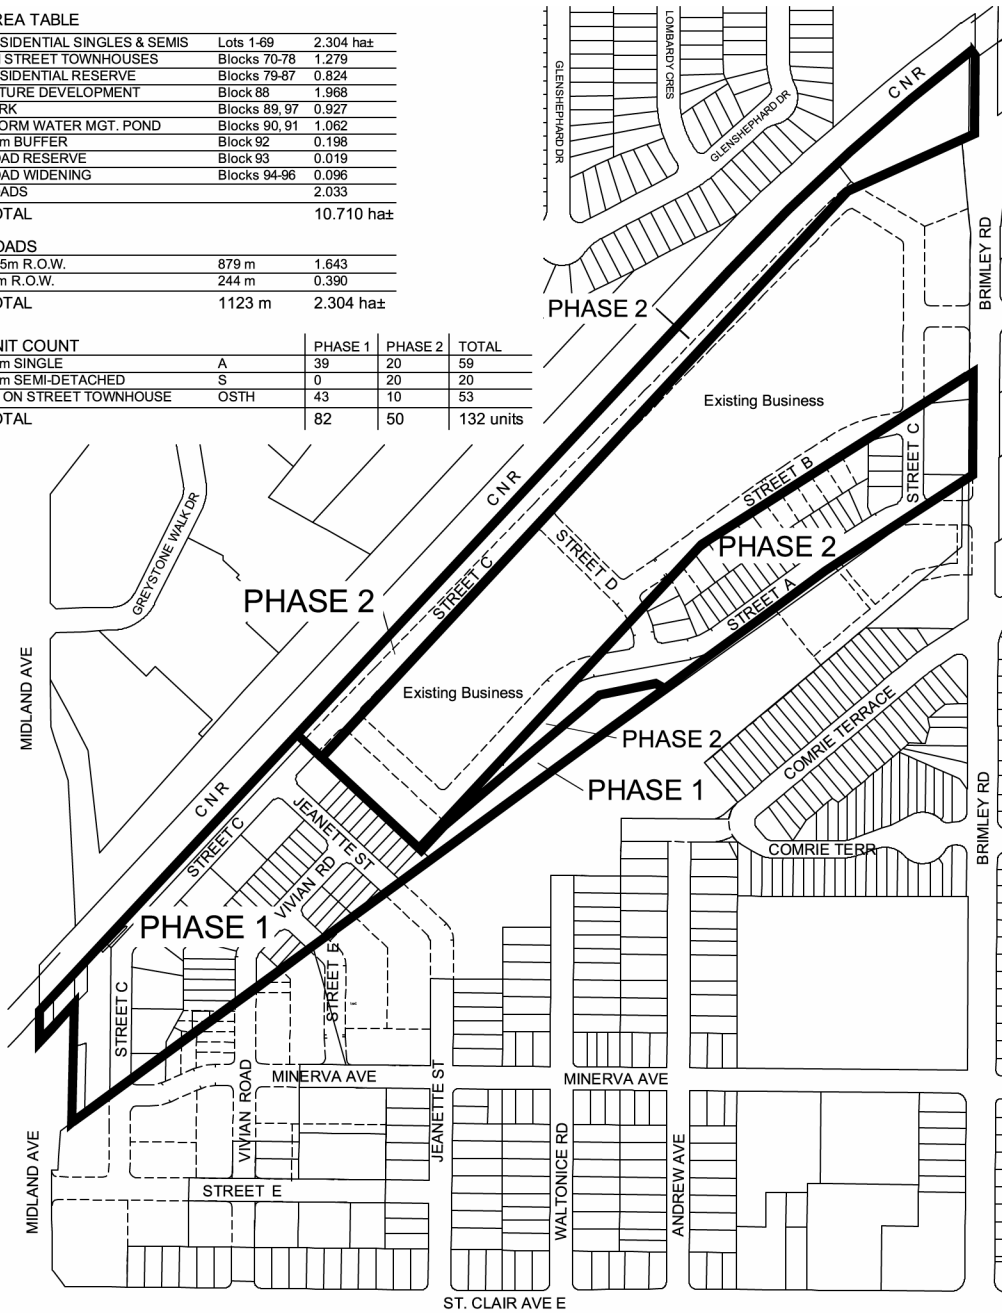 REA TABLE
SIDENTIAL SINGLES & SEMIS Lots 1-69 2.304 ha±
STREET TOWNHOUSES Blocks 70-78 1.279
SIDENTIAL RESERVE Blocks 79-87 0.824
TURE DEVELOPMENT Block 88 1.968
RK Blocks 89, 97 0.927
ORM WATER MGT. POND Blocks 90, 91 1.062
m BUFFER Block 92 0.198
AD RESERVE Block 93 0.019
AD WIDENING Blocks 94-96 0.096
ADS 2.033
OTAL 10.710 ha±
OADS
5m R.O.W. 879 m 1.643
m R.O.W. 244 m 0.390
OTAL 1123 m 2.304 ha±
NIT COUNT PHASE 1 PHASE 2 TOTAL
m SINGLE A 39 20 59
m SEMI-DETACHED S 0 20 20
ON STREET TOWNHOUSE OSTH 43 10 53
OTAL 82 50 132 units
GLENSHEPHARD DR
LOMBARDY CRES
GLENSHEPHARD DR
C N R
BRIMLEY RD
PHASE 2
Existing Business
STREET B
STREET C
C N R
GREYSTONE WALK DR
STREET D
PHASE 2
STREET C
PHASE 2
STREET A
MIDLAND AVE
Existing Business
PHASE 2
COMRIE TERRACE
PHASE 1
C N R
STREET C
JEANETTE ST
BRIMLEY RD
COMRIE TERR
VIVIAN RD
PHASE 1
STREET E
STREET C
VIVIAN ROAD
MINERVA AVE
JEANETTE ST
MINERVA AVE
MIDLAND AVE
WALTONICE RD
ANDREW AVE
STREET E
ST. CLAIR AVE E